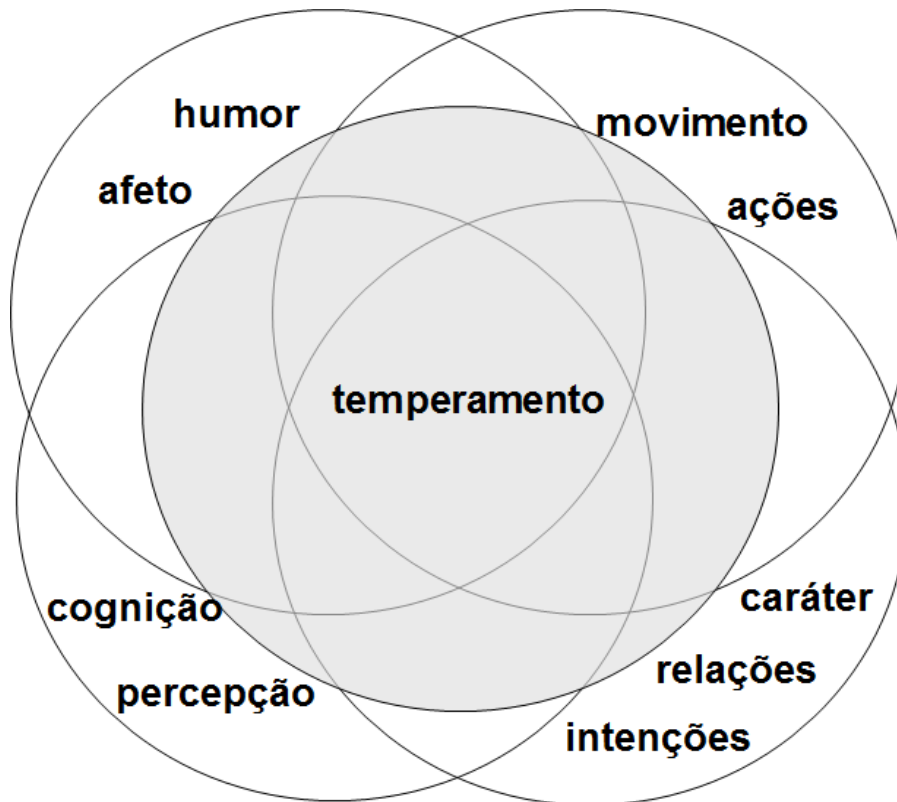 humor
movimento
afeto
ações
temperamento
cognição
caráter
relações
percepção
intenções